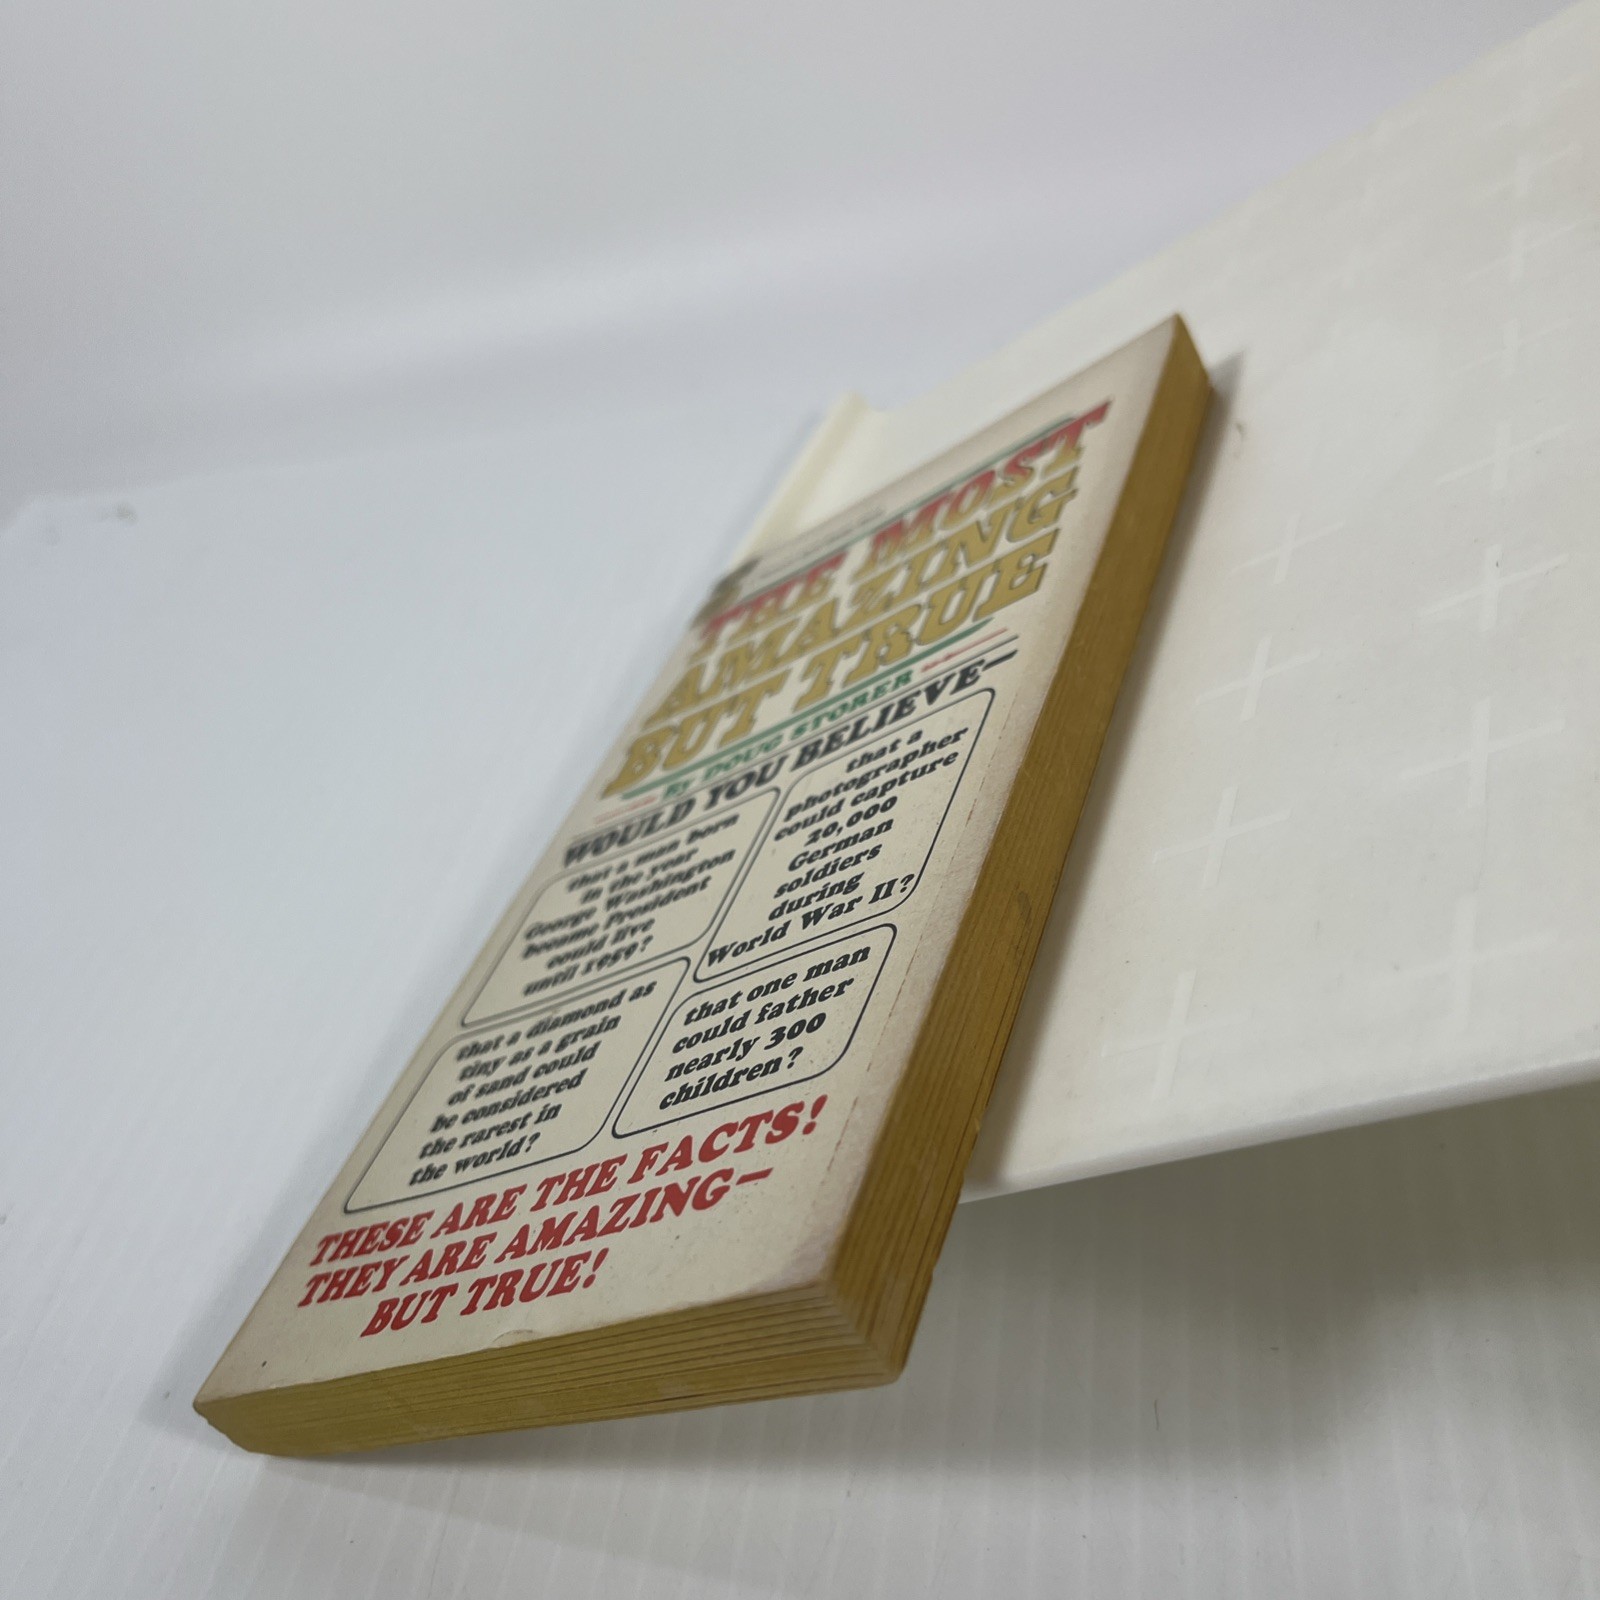 THE MOST
AMAZING
BUT TRUE
By DOUG STORER
WOULD YOU BELIEVE—
that a man born
in the year
George Washington
became President
could live
until 1959?
that a
photographer
could capture
20,000
German
soldiers
during
World War II?
that a diamond as
tiny as a grain
of sand could
be considered
the rarest in
the world?
that one man
could father
nearly 300
children?
THESE ARE THE FACTS!
THEY ARE AMAZING—
BUT TRUE!